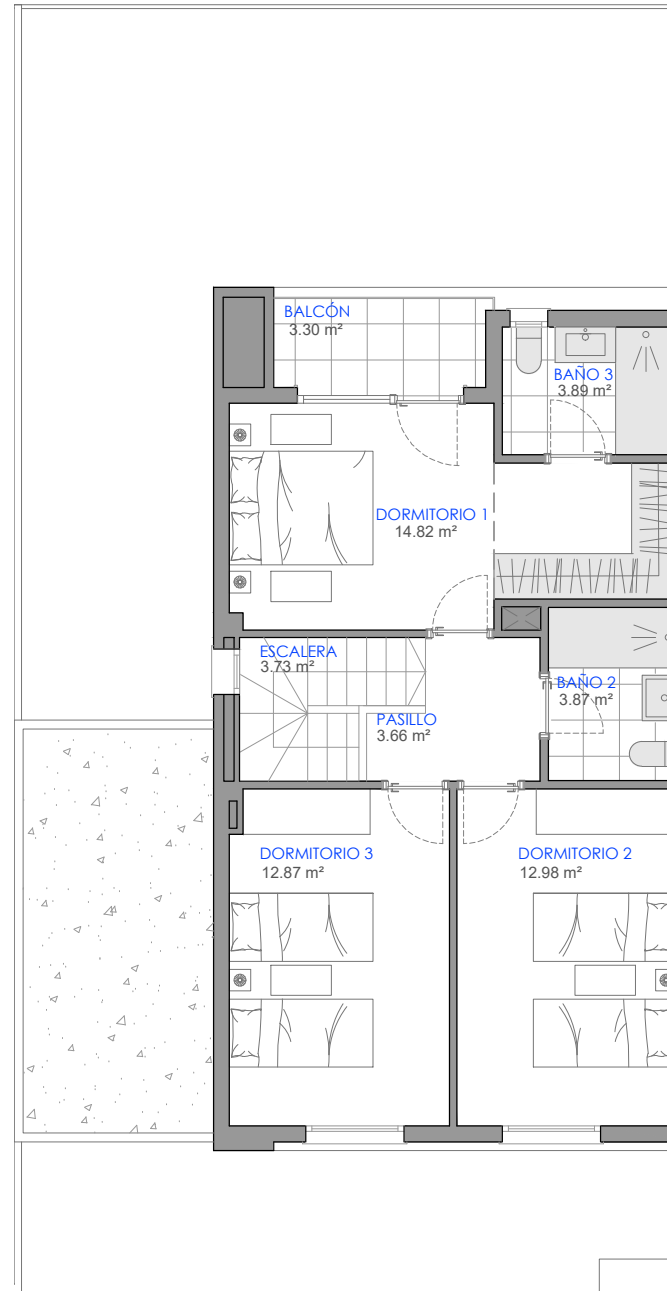 BALCÓN
3.30 m²
BAÑO 3
3.89 m²
DORMITORIO 1
14.82 m²
ESCALERA
3.73 m²
BAÑO 2
3.87 m²
PASILLO
3.66 m²
DORMITORIO 3
12.87 m²
DORMITORIO 2
12.98 m²